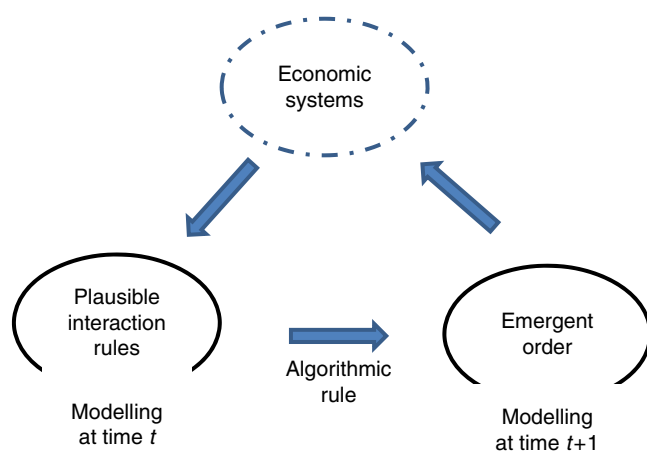 Economic
systems
Plausible
interaction
rules
Emergent
order
Algorithmic
rule
Modelling
at time t
Modelling
at time t+1